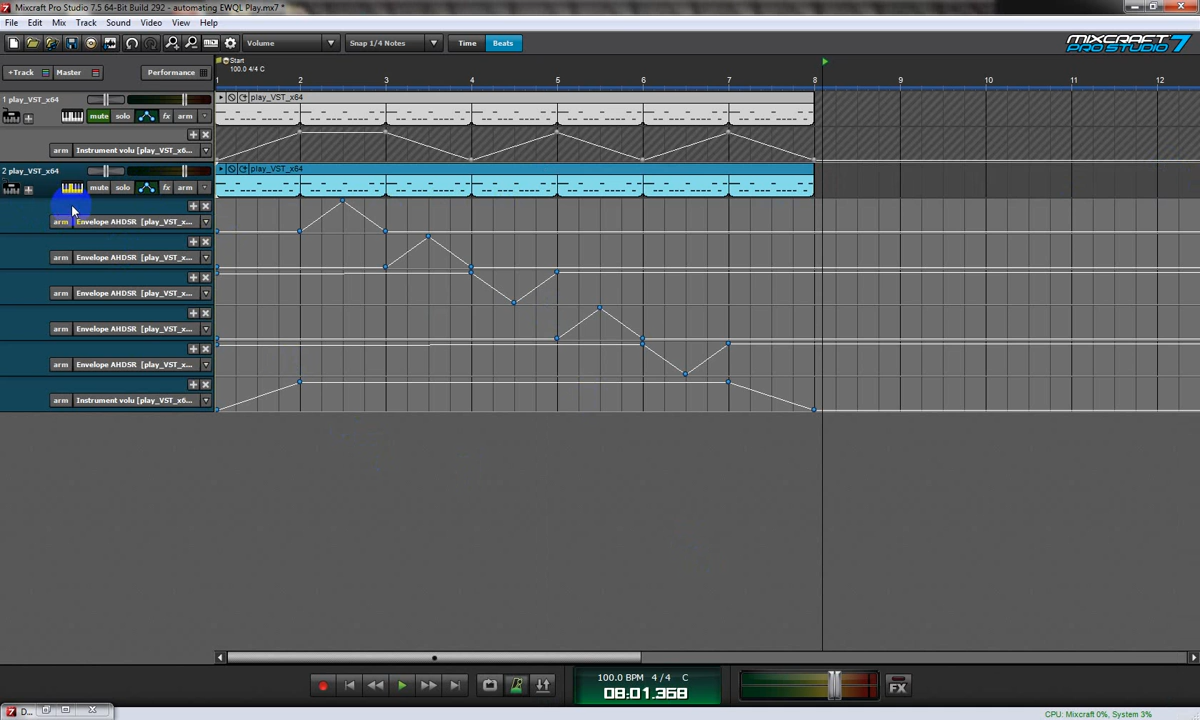 Mixcraft Pro Studio 7.5 64-Bit Build 292 - automating EWQL Play.mx7 *
File Edit Mix Track Sound Video View Help
Volume Snap 1/4 Notes Time Beats MIXCRAFT PRO STUDIO 7
+Track Master Performance
Start
100.0 4/4 C
1 2 3 4 5 6 7 8 9 10 11 12
1 play_VST_x64
play_VST_x64
mute solo fx arm
arm Instrument volu [play_VST_x6...
2 play_VST_x64
play_VST_x64
mute solo fx arm
arm Envelope AHDSR [play_VST_x...
arm Envelope AHDSR [play_VST_x...
arm Envelope AHDSR [play_VST_x...
arm Envelope AHDSR [play_VST_x...
arm Envelope AHDSR [play_VST_x...
arm Instrument volu [play_VST_x6...
100.0 BPM 4/4 C
08:01.368
FX
7 D...
CPU: Mixcraft 0%, System 3%